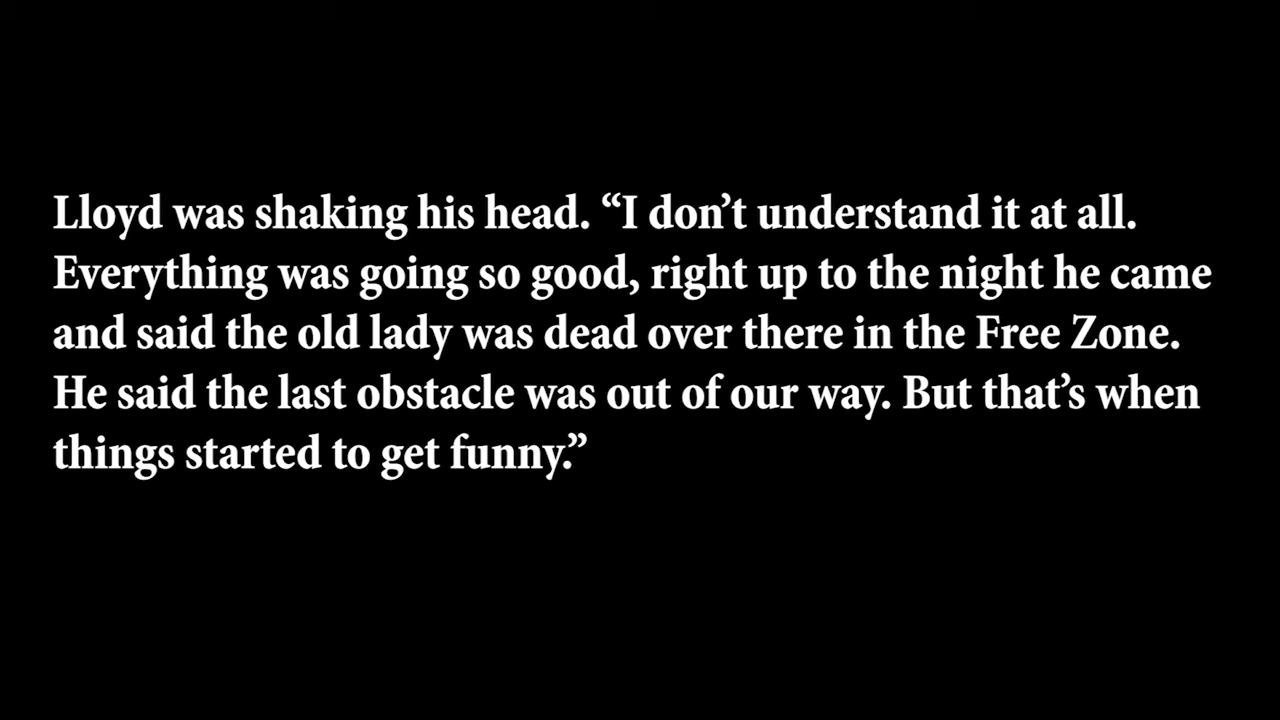 Lloyd was shaking his head. “I don’t understand it at all.
Everything was going so good, right up to the night he came
and said the old lady was dead over there in the Free Zone.
He said the last obstacle was out of our way. But that’s when
things started to get funny.”